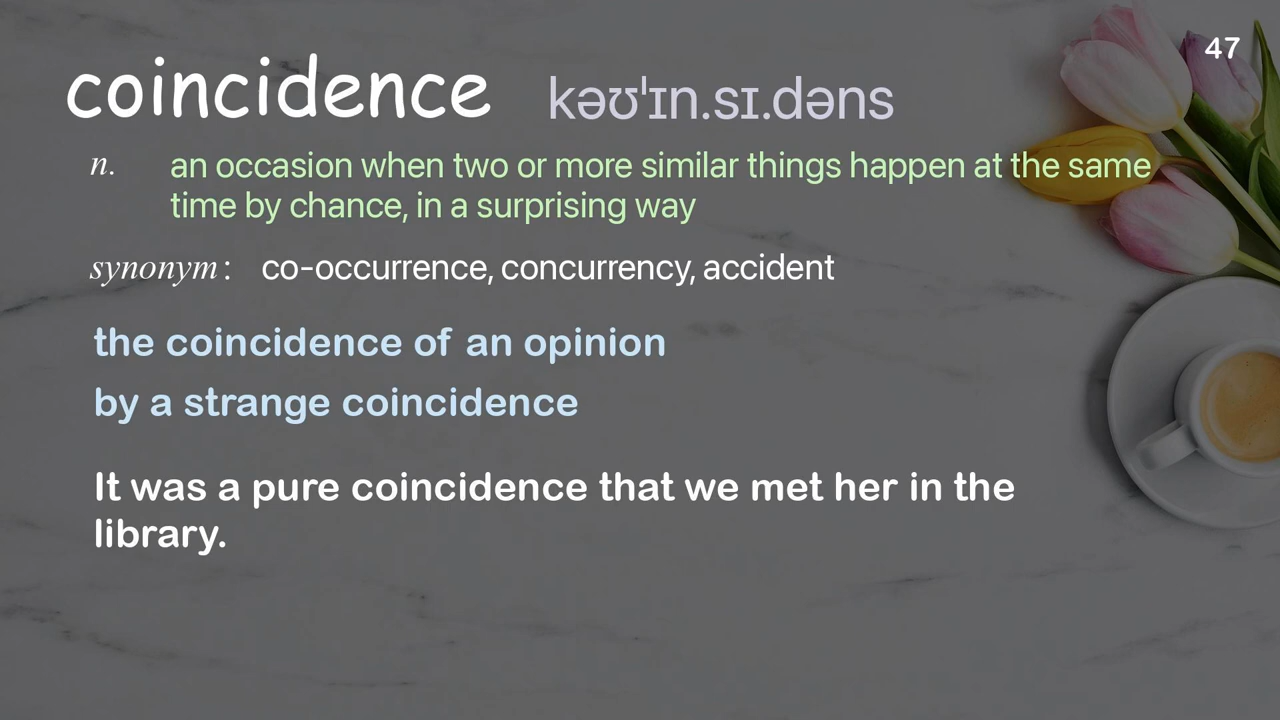 47
coincidence kəʊˈɪn.sɪ.dəns
n. an occasion when two or more similar things happen at the same
time by chance, in a surprising way
synonym: co-occurrence, concurrency, accident
the coincidence of an opinion
by a strange coincidence
It was a pure coincidence that we met her in the
library.